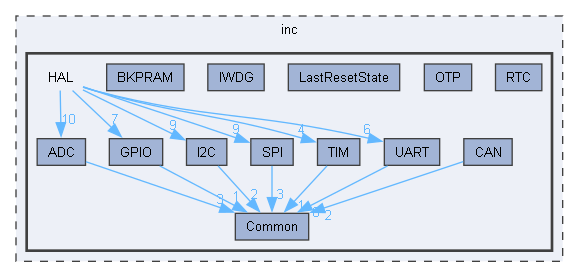 inc
HAL BKPRAM IWDG LastResetState OTP RTC
10 7 9 9 4 6
ADC GPIO I2C SPI TIM UART CAN
3 1 2 3 1 6 2
Common